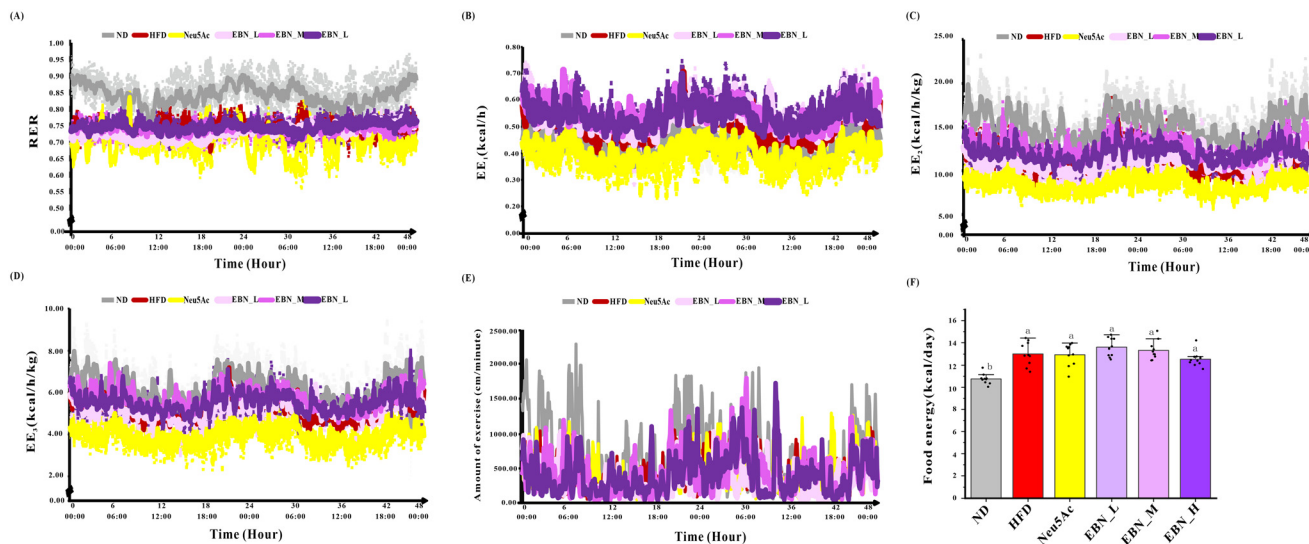 (A)
ND HFD Neu5Ac EBN_L EBN_M EBN_L
RER
1.00
0.95
0.90
0.85
0.80
0.75
0.70
0.65
0.60
0.55
0.50
0.00
0 6 12 18 24 30 36 42 48
00:00 06:00 12:00 18:00 00:00 06:00 12:00 18:00 00:00
Time (Hour)
(B)
ND HFD Neu5Ac EBN_L EBN_M EBN_L
EE₁(kcal/h)
0.80
0.70
0.60
0.50
0.40
0.30
0.20
0.00
0 6 12 18 24 30 36 42 48
00:00 06:00 12:00 18:00 00:00 06:00 12:00 18:00 00:00
Time (Hour)
(C)
ND HFD Neu5Ac EBN_L EBN_M EBN_L
EE₂(kcal/h/kg)
25.00
20.00
15.00
10.00
5.00
0.00
0 6 12 18 24 30 36 42 48
00:00 06:00 12:00 18:00 00:00 06:00 12:00 18:00 00:00
Time (Hour)
(D)
ND HFD Neu5Ac EBN_L EBN_M EBN_L
EE₃(kcal/h/kg)
10.00
8.00
6.00
4.00
2.00
0.00
0 6 12 18 24 30 36 42 48
00:00 06:00 12:00 18:00 00:00 06:00 12:00 18:00 00:00
Time (Hour)
(E)
ND HFD Neu5Ac EBN_L EBN_M EBN_L
Amount of exercise (cm/minute)
2500.00
2000.00
1500.00
1000.00
500.00
0.00
0 6 12 18 24 30 36 42 48
00:00 06:00 12:00 18:00 00:00 06:00 12:00 18:00 00:00
Time (Hour)
(F)
Food energy(kcal/day)
16
14
12
10
8
6
4
2
0
b a a a a a
ND HFD Neu5Ac EBN_L EBN_M EBN_H